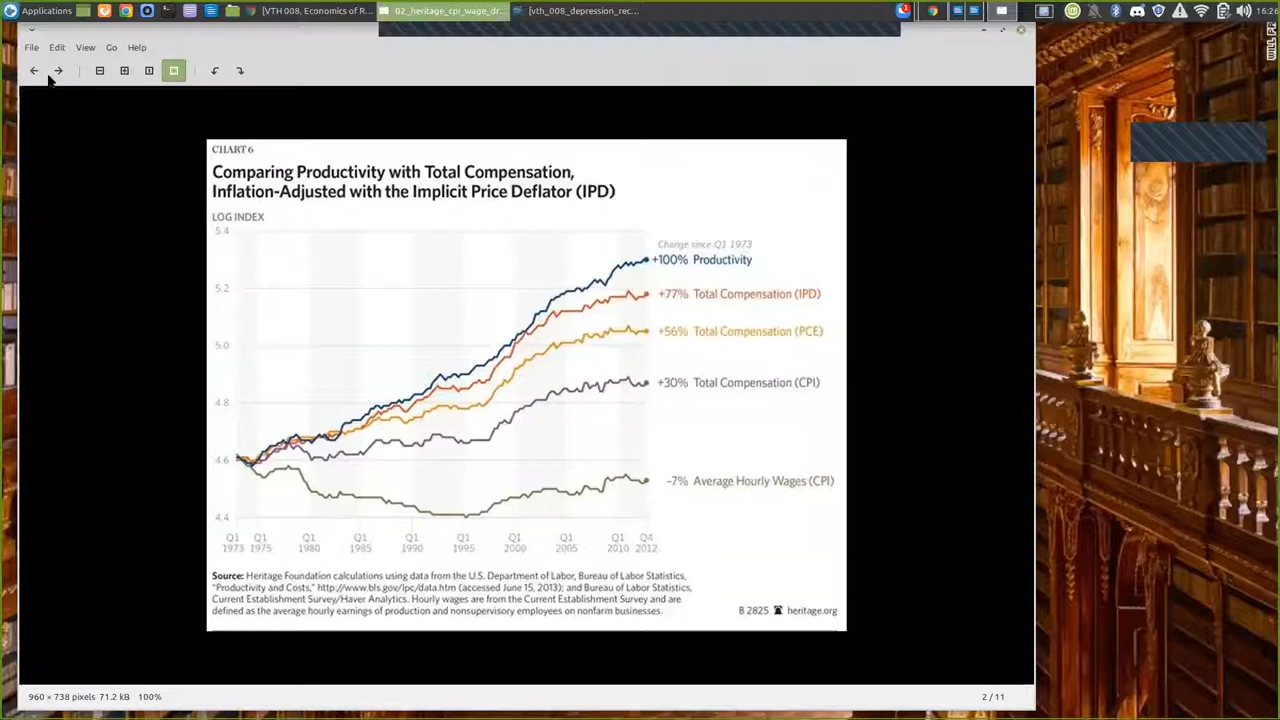 Applications
[VTH 008, Economics of R...
02_heritage_cpi_wage_dr...
[vth_008_depression_rec...
1
16:26
File Edit View Go Help
CHART 6
Comparing Productivity with Total Compensation,
Inflation-Adjusted with the Implicit Price Deflator (IPD)
LOG INDEX
5.4
5.2
5.0
4.8
4.6
4.4
Change since Q1 1973
+100% Productivity
+77% Total Compensation (IPD)
+56% Total Compensation (PCE)
+30% Total Compensation (CPI)
-7% Average Hourly Wages (CPI)
Q1 Q1 Q1 Q1 Q1 Q1 Q1 Q1 Q1 Q4
1973 1975 1980 1985 1990 1995 2000 2005 2010 2012
Source: Heritage Foundation calculations using data from the U.S. Department of Labor, Bureau of Labor Statistics,
"Productivity and Costs," http://www.bls.gov/lpc/data.htm (accessed June 15, 2013); and Bureau of Labor Statistics,
Current Establishment Survey/Haver Analytics. Hourly wages are from the Current Establishment Survey and are
defined as the average hourly earnings of production and nonsupervisory employees on nonfarm businesses.
B 2825 heritage.org
960 × 738 pixels 71.2 kB 100%
2 / 11